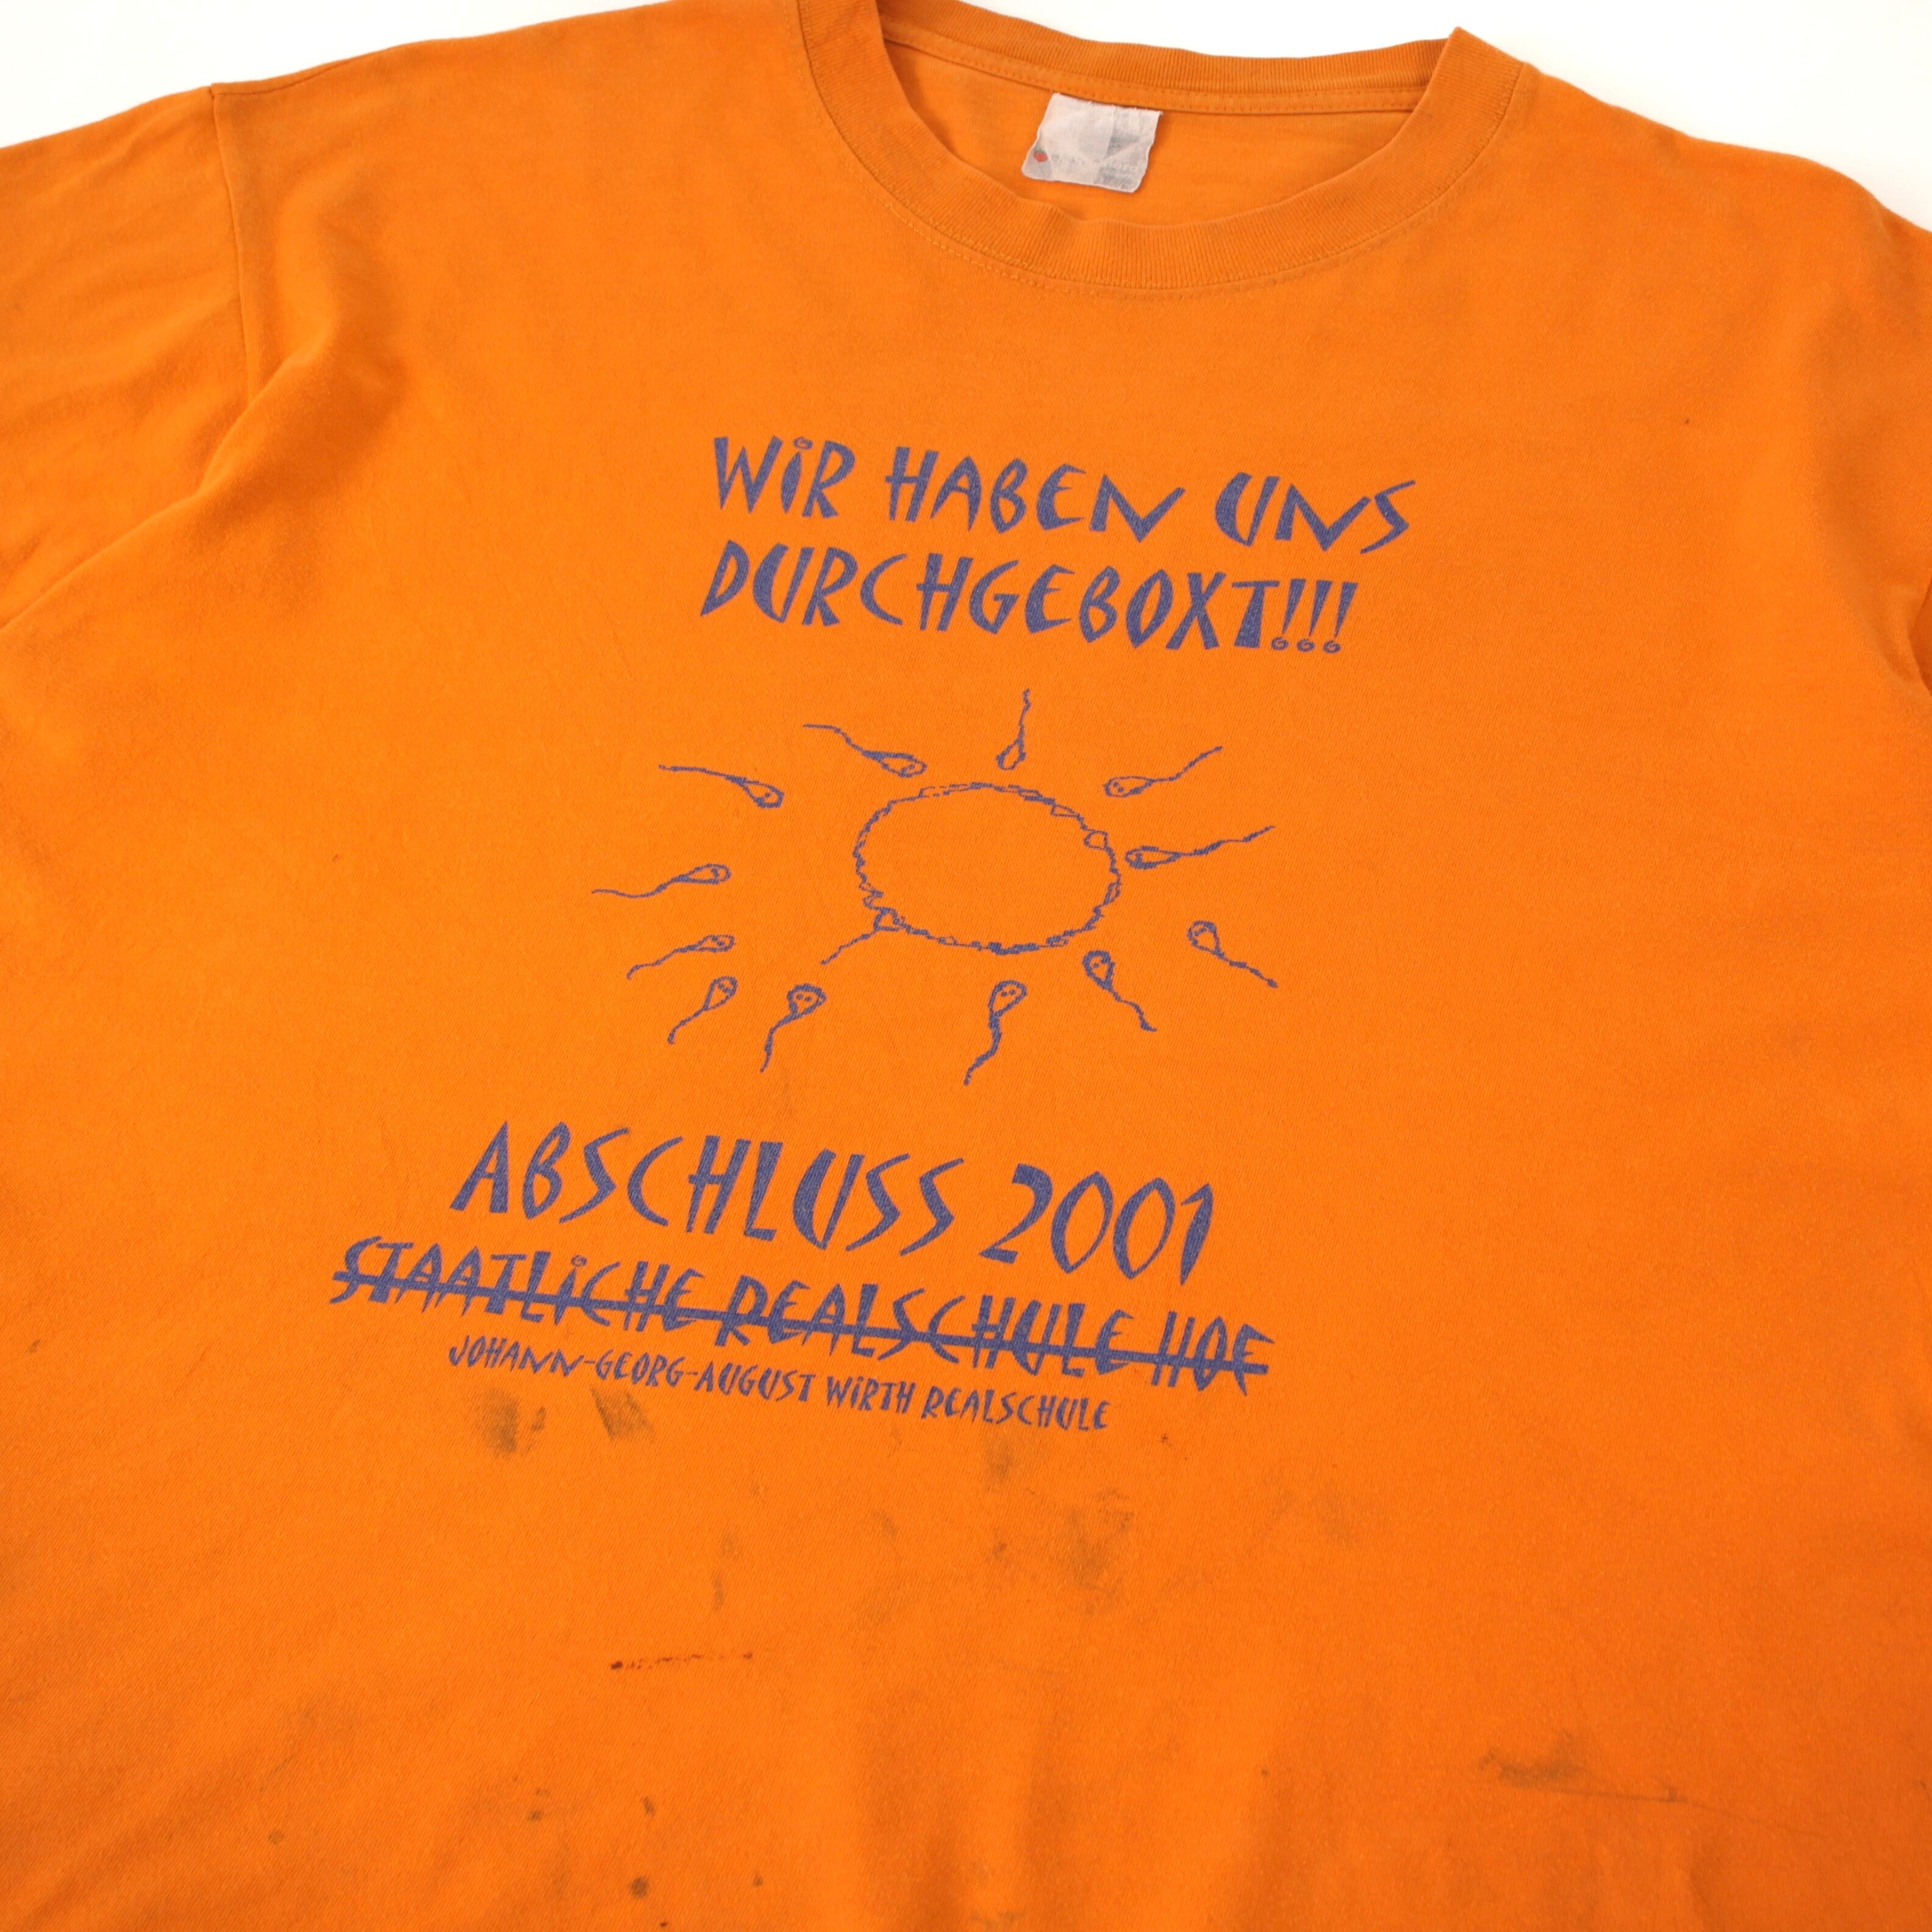 WiR HABEN UNS
DURCHGEBOXT!!!
ABSCHLUSS 2001
STAATLiCHE REALSCHULE HOF
JOHANN-GEORG-AUGUST WiRTH REALSCHULE